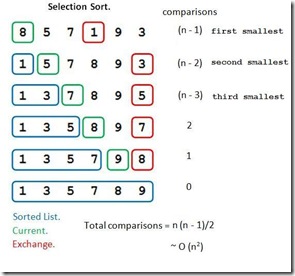 Selection Sort.
comparisons
8 5 7 1 9 3 (n - 1) first smallest
1 5 7 8 9 3 (n - 2) second smallest
1 3 7 8 9 5 (n - 3) third smallest
1 3 5 8 9 7 2
1 3 5 7 9 8 1
1 3 5 7 8 9 0
Sorted List.
Current.
Exchange.
Total comparisons = n (n - 1)/2
~ O (n²)